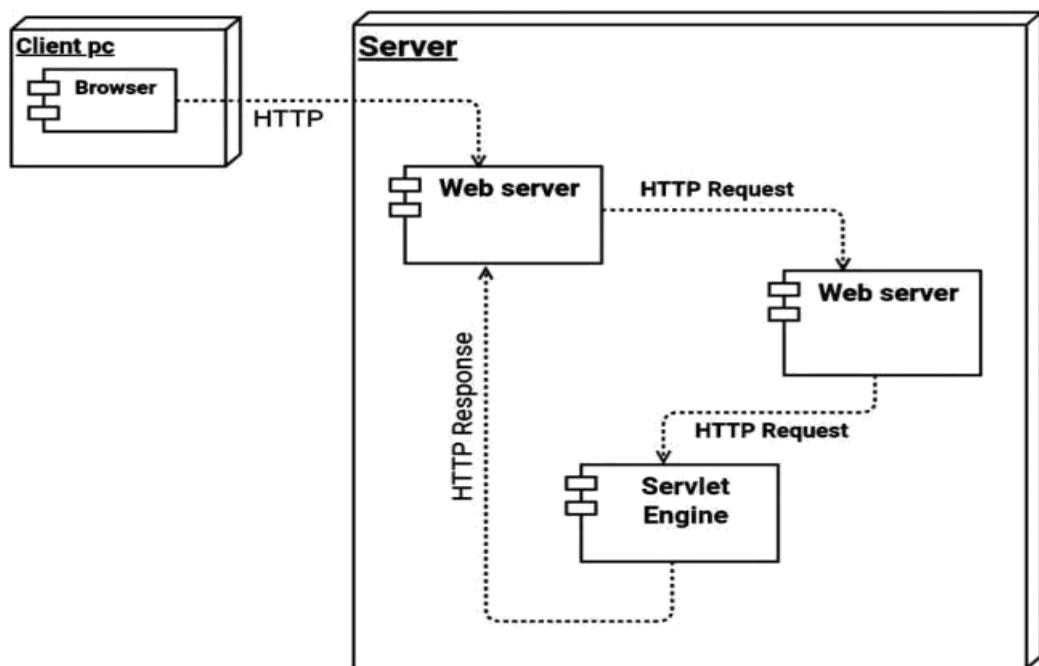 Client pc
Browser
HTTP
Server
Web server
HTTP Request
Web server
HTTP Request
HTTP Response
Servlet
Engine